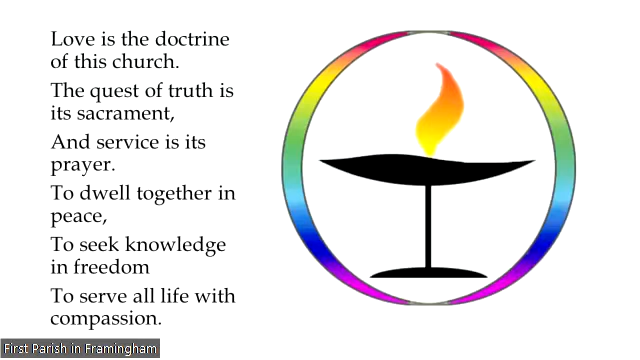 Love is the doctrine
of this church.
The quest of truth is
its sacrament,
And service is its
prayer.
To dwell together in
peace,
To seek knowledge
in freedom
To serve all life with
compassion.
First Parish in Framingham